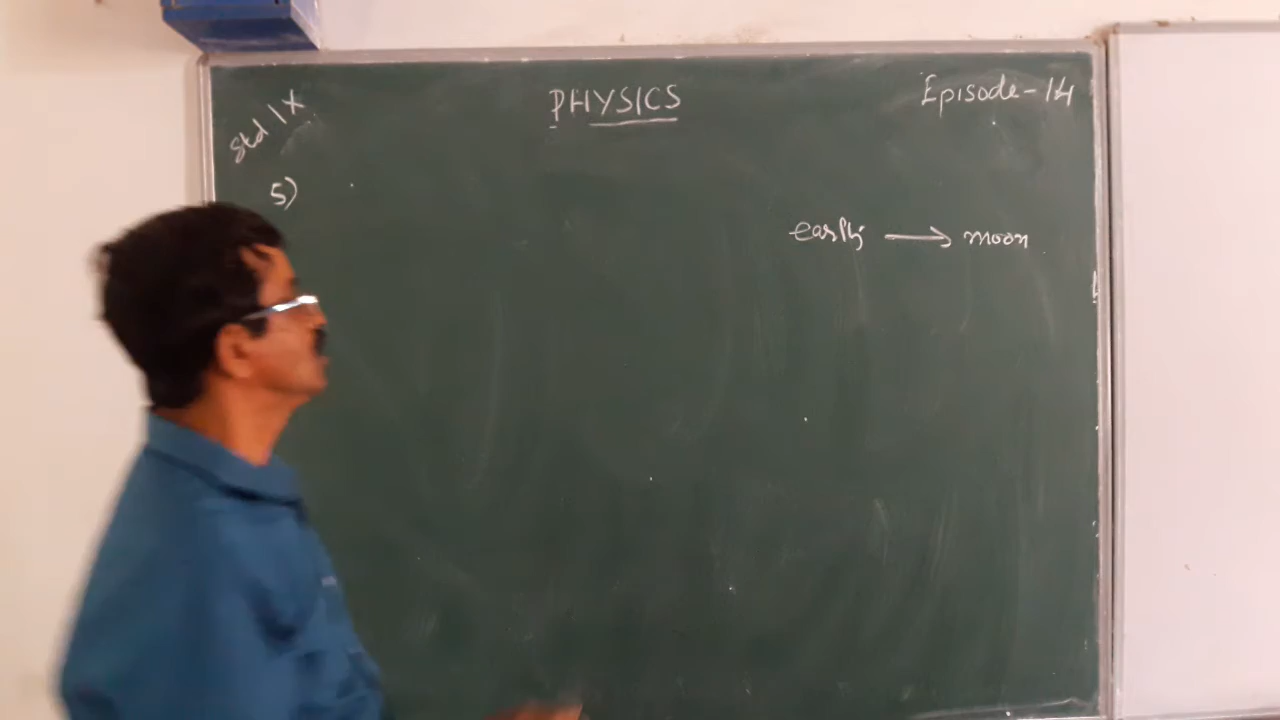 PHYSICS
Episode-14
Std IX
5)
earth → moon